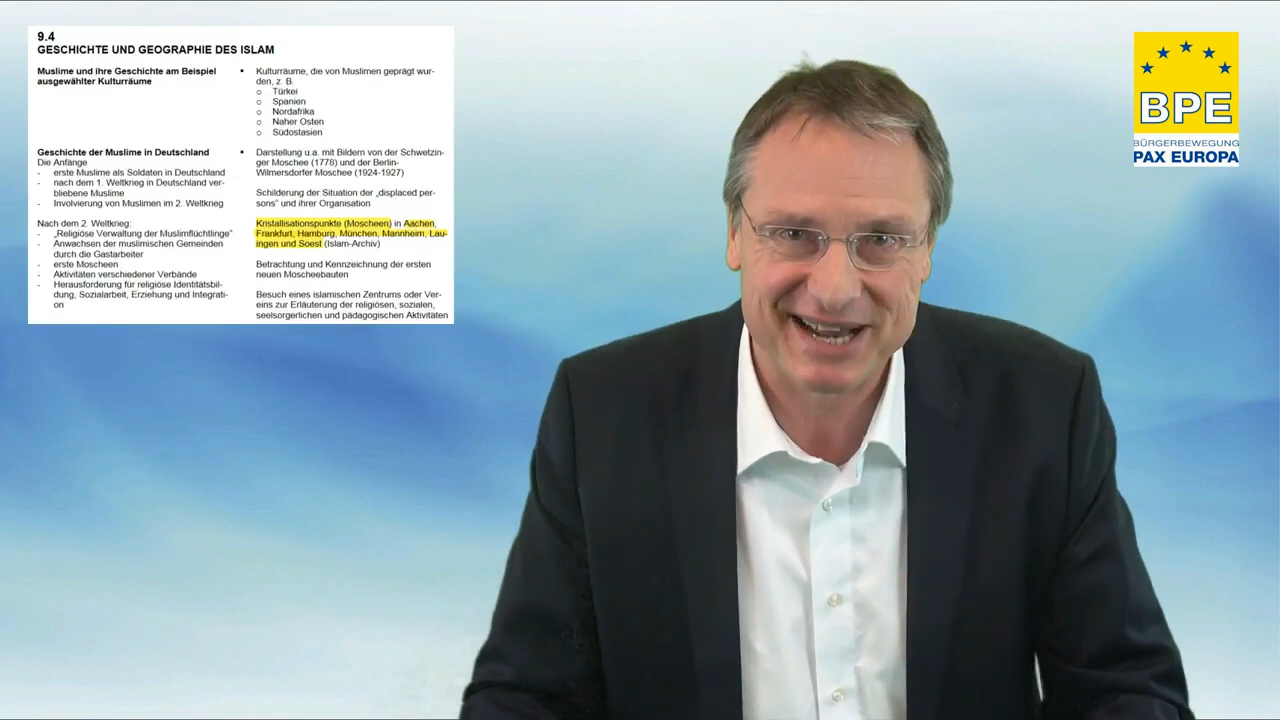 9.4
GESCHICHTE UND GEOGRAPHIE DES ISLAM
Muslime und ihre Geschichte am Beispiel
ausgewählter Kulturräume
▪ Kulturräume, die von Muslimen geprägt wur-
den, z. B.
o Türkei
o Spanien
o Nordafrika
o Naher Osten
o Südostasien
Geschichte der Muslime in Deutschland
Die Anfänge
- erste Muslime als Soldaten in Deutschland
- nach dem 1. Weltkrieg in Deutschland ver-
bliebene Muslime
- Involvierung von Muslimen im 2. Weltkrieg
▪ Darstellung u.a. mit Bildern von der Schwetzin-
ger Moschee (1778) und der Berlin-
Wilmersdorfer Moschee (1924-1927)
Schilderung der Situation der „displaced per-
sons" und ihrer Organisation
Nach dem 2. Weltkrieg:
- „Religiöse Verwaltung der Muslimflüchtlinge"
- Anwachsen der muslimischen Gemeinden
durch die Gastarbeiter
- erste Moscheen
- Aktivitäten verschiedener Verbände
- Herausforderung für religiöse Identitätsbil-
dung, Sozialarbeit, Erziehung und Integrati-
on
Kristallisationspunkte (Moscheen) in Aachen,
Frankfurt, Hamburg, München, Mannheim, Lau-
ingen und Soest (Islam-Archiv)
Betrachtung und Kennzeichnung der ersten
neuen Moscheebauten
Besuch eines islamischen Zentrums oder Ver-
eins zur Erläuterung der religiösen, sozialen,
seelsorgerlichen und pädagogischen Aktivitäten
BPE
BÜRGERBEWEGUNG
PAX EUROPA